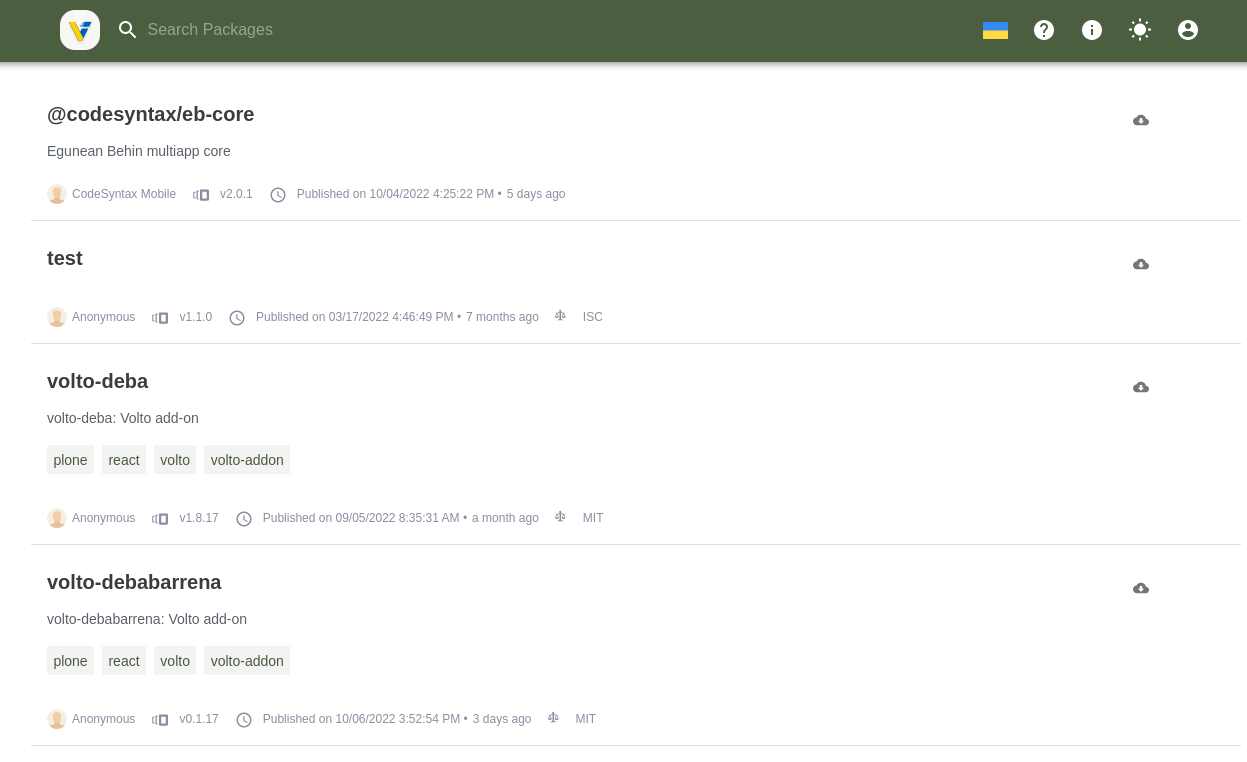 Search Packages
@codesyntax/eb-core
Egunean Behin multiapp core
CodeSyntax Mobile v2.0.1 Published on 10/04/2022 4:25:22 PM • 5 days ago
test
Anonymous v1.1.0 Published on 03/17/2022 4:46:49 PM • 7 months ago ISC
volto-deba
volto-deba: Volto add-on
plone react volto volto-addon
Anonymous v1.8.17 Published on 09/05/2022 8:35:31 AM • a month ago MIT
volto-debabarrena
volto-debabarrena: Volto add-on
plone react volto volto-addon
Anonymous v0.1.17 Published on 10/06/2022 3:52:54 PM • 3 days ago MIT